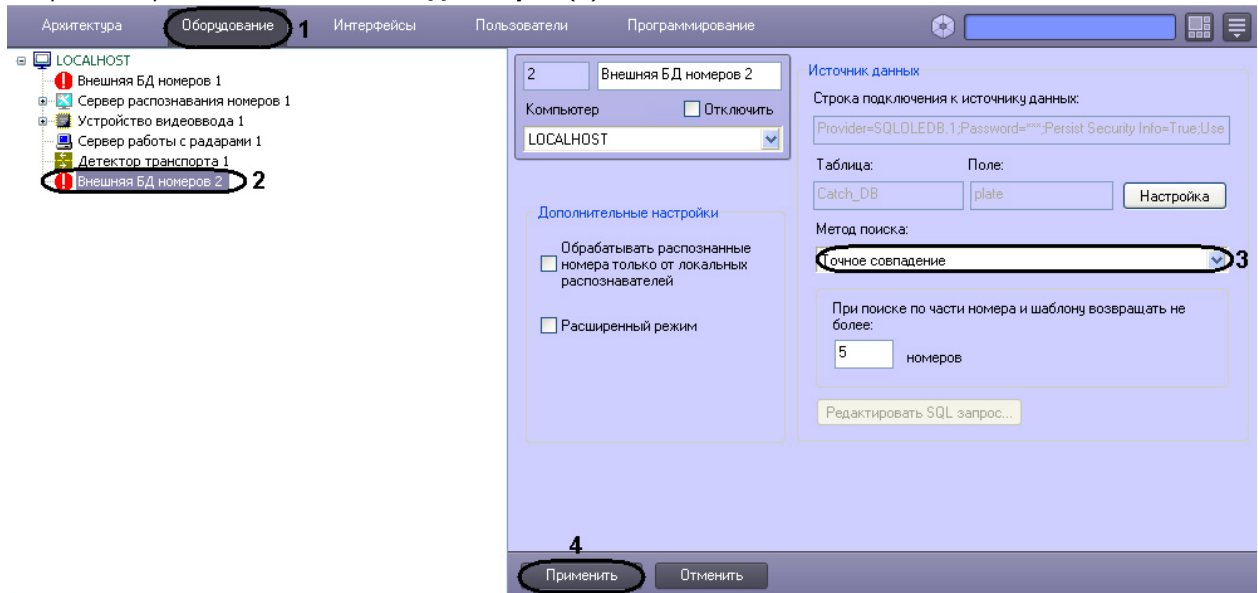 Архитектура Оборудование 1 Интерфейсы Пользователи Программирование
LOCALHOST
Внешняя БД номеров 1
Сервер распознавания номеров 1
Устройство видеоввода 1
Сервер работы с радарами 1
Детектор транспорта 1
Внешняя БД номеров 2 2
2 Внешняя БД номеров 2
Компьютер Отключить
LOCALHOST
Дополнительные настройки
Обрабатывать распознанные
номера только от локальных
распознавателей
Расширенный режим
Источник данных
Строка подключения к источнику данных:
Provider=SQLOLEDB.1;Password="***";Persist Security Info=True;Use
Таблица: Поле:
Catch_DB plate Настройка
Метод поиска:
Точное совпадение 3
При поиске по части номера и шаблону возвращать не
более:
5 номеров
Редактировать SQL запрос...
4
Применить Отменить